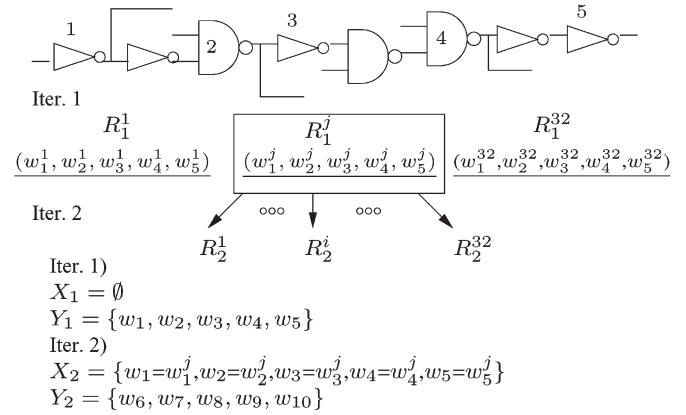 1 2 3 4 5
Iter. 1
R_1^1 R_1^j R_1^{32}
(w_1^1, w_2^1, w_3^1, w_4^1, w_5^1) (w_1^j, w_2^j, w_3^j, w_4^j, w_5^j) (w_1^{32}, w_2^{32}, w_3^{32}, w_4^{32}, w_5^{32})
Iter. 2
R_2^1 R_2^i R_2^{32}
Iter. 1)
X_1 = ∅
Y_1 = {w_1, w_2, w_3, w_4, w_5}
Iter. 2)
X_2 = {w_1=w_1^j, w_2=w_2^j, w_3=w_3^j, w_4=w_4^j, w_5=w_5^j}
Y_2 = {w_6, w_7, w_8, w_9, w_{10}}